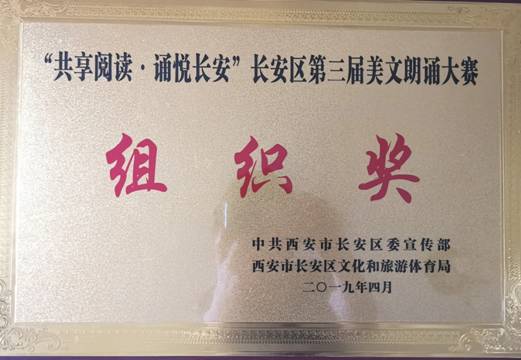 “共享阅读·诵悦长安”长安区第三届美文朗诵大赛
组织奖
中共西安市长安区委宣传部
西安市长安区文化和旅游体育局
二〇一九年四月